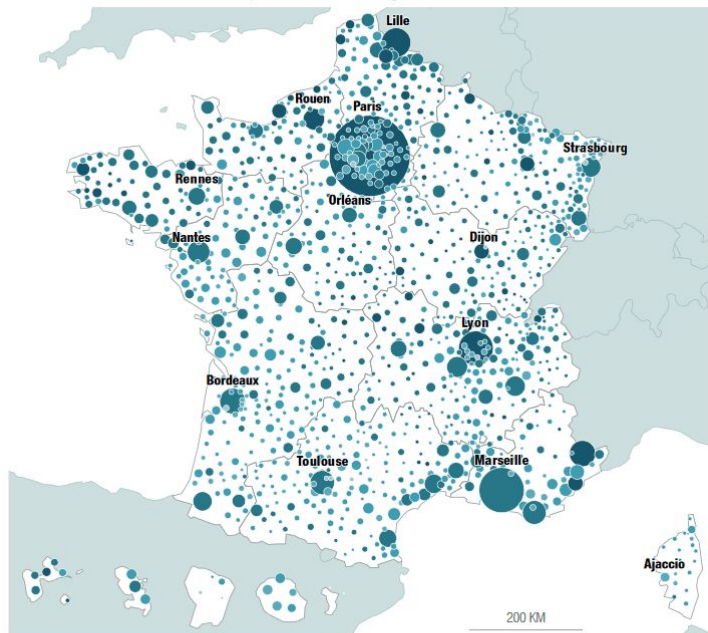 Lille
Rouen
Paris
Strasbourg
Rennes
Orléans
Nantes
Dijon
Lyon
Bordeaux
Toulouse
Marseille
Ajaccio
200 KM